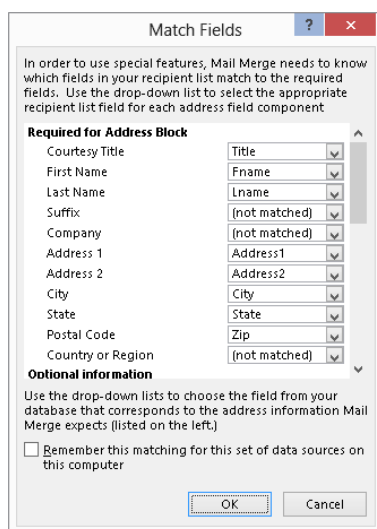 Match Fields ? ×
In order to use special features, Mail Merge needs to know
which fields in your recipient list match to the required
fields. Use the drop-down list to select the appropriate
recipient list field for each address field component
Required for Address Block
Courtesy Title Title
First Name Fname
Last Name Lname
Suffix (not matched)
Company (not matched)
Address 1 Address1
Address 2 Address2
City City
State State
Postal Code Zip
Country or Region (not matched)
Optional information
Use the drop-down lists to choose the field from your
database that corresponds to the address information Mail
Merge expects (listed on the left.)
Remember this matching for this set of data sources on
this computer
OK Cancel